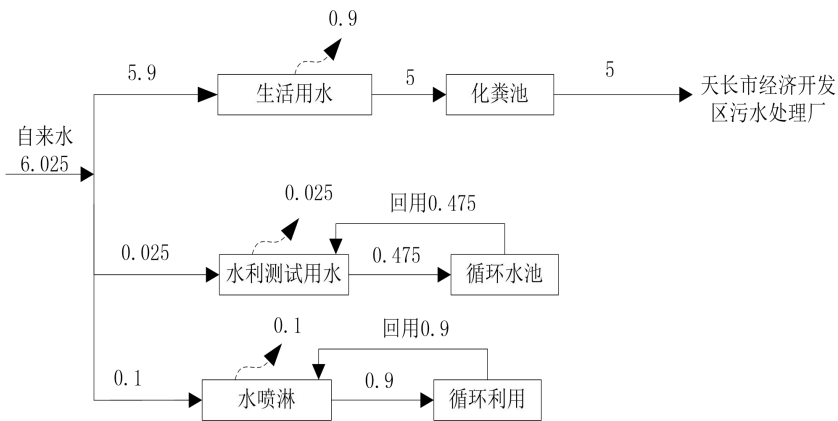 0.9
5.9
生活用水
5
化粪池
5
天长市经济开发
区污水处理厂
自来水
6.025
0.025
回用0.475
0.025
水利测试用水
0.475
循环水池
0.1
回用0.9
0.1
水喷淋
0.9
循环利用